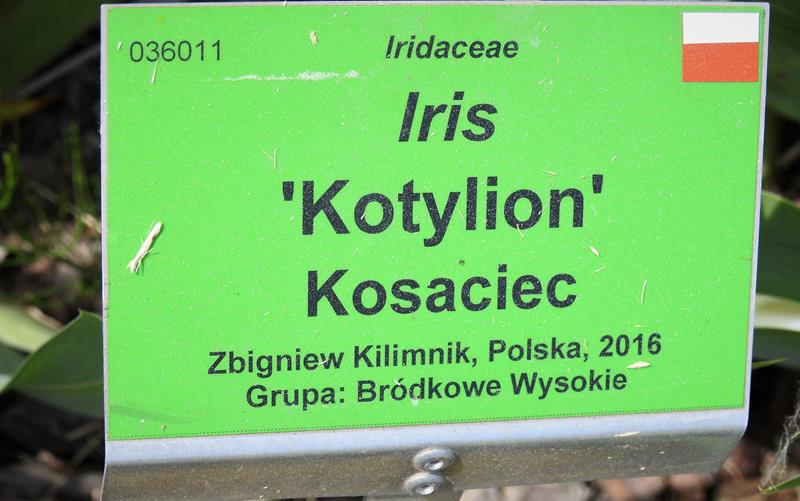 036011
Iridaceae
Iris
'Kotylion'
Kosaciec
Zbigniew Kilimnik, Polska, 2016
Grupa: Bródkowe Wysokie